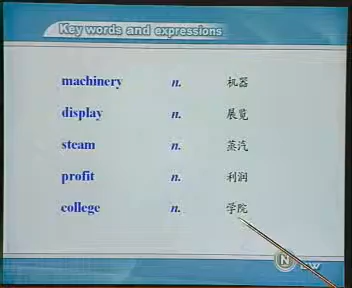 Key words and expressions
machinery n. 机器
display n. 展览
steam n. 蒸汽
profit n. 利润
college n. 学院
N